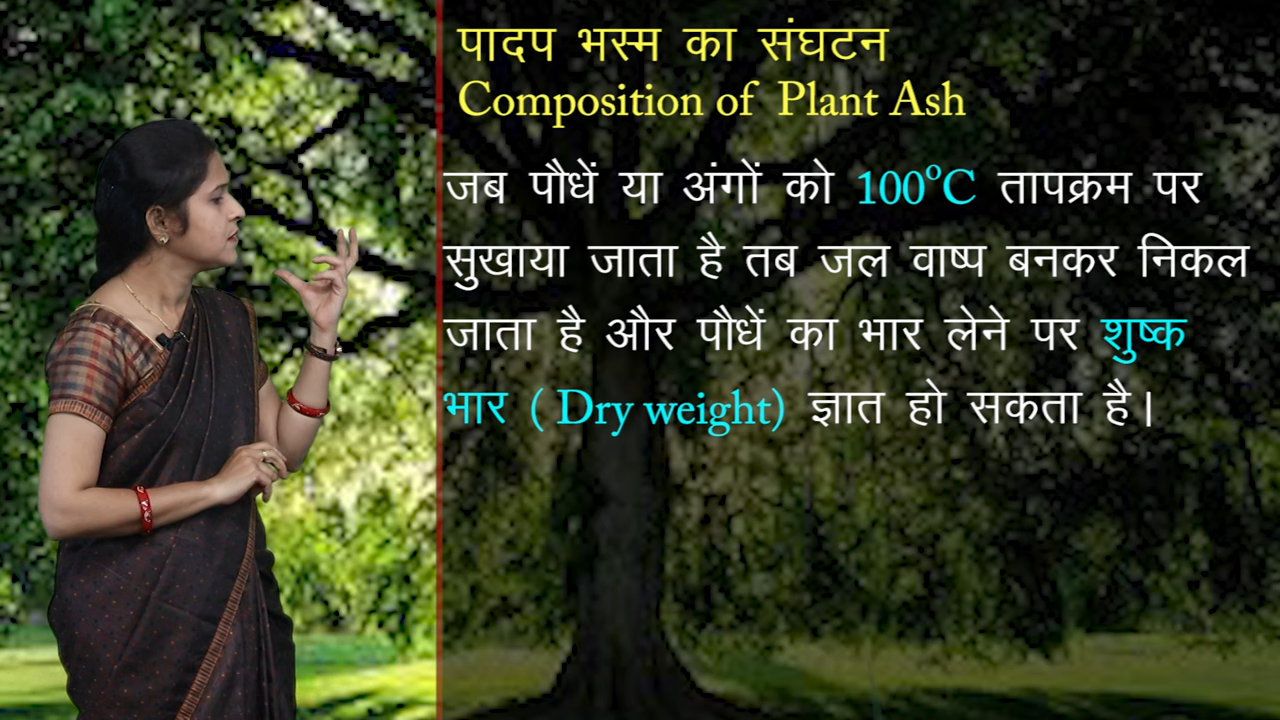 पादप भस्म का संघटन
Composition of Plant Ash
जब पौधें या अंगों को 100°C तापक्रम पर
सुखाया जाता है तब जल वाष्प बनकर निकल
जाता है और पौधें का भार लेने पर शुष्क
भार ( Dry weight) ज्ञात हो सकता है।